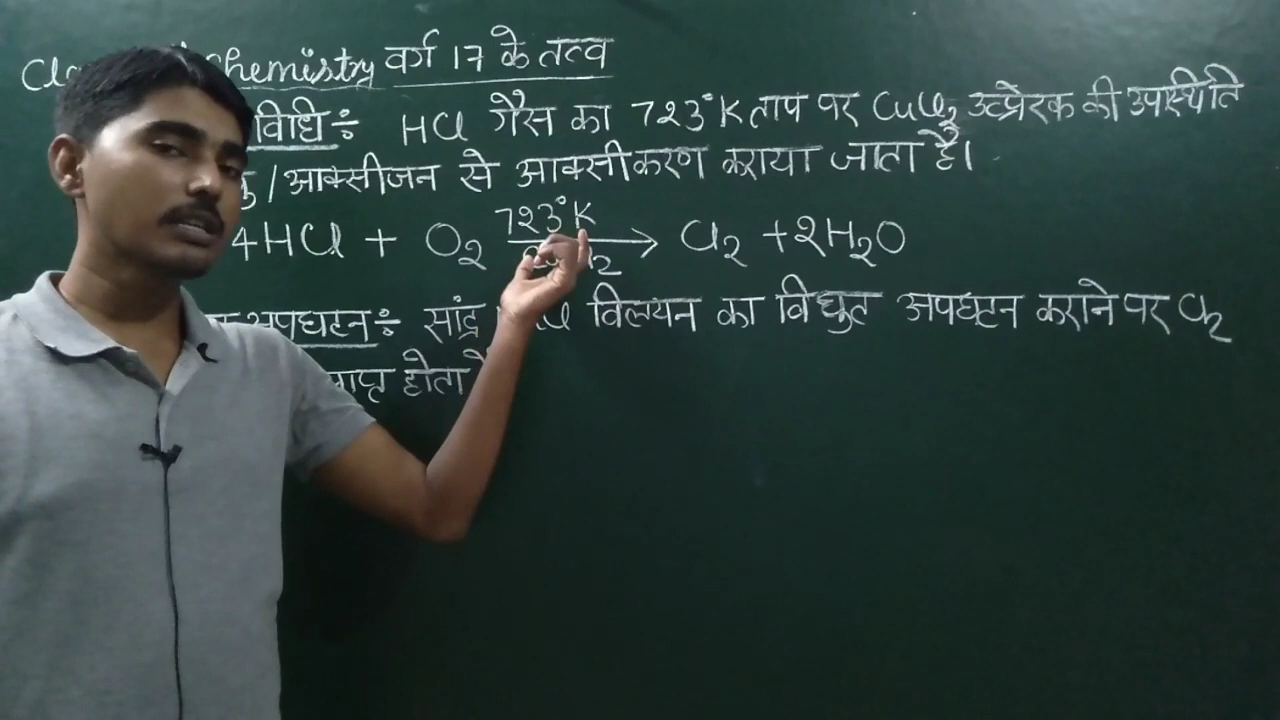 Chemistry वर्ग 17 के तत्व
विधि ÷ HCl गैस का 723°K ताप पर CuCl2 उत्प्रेरक की उपस्थिति
/आक्सीजन से आक्सीकरण कराया जाता है।
4HCl + O2 723°K → Cl2 + 2H2O
अपघटन ÷ सांद्र विलयन का विद्युत अपघटन कराने पर Cl2
होता